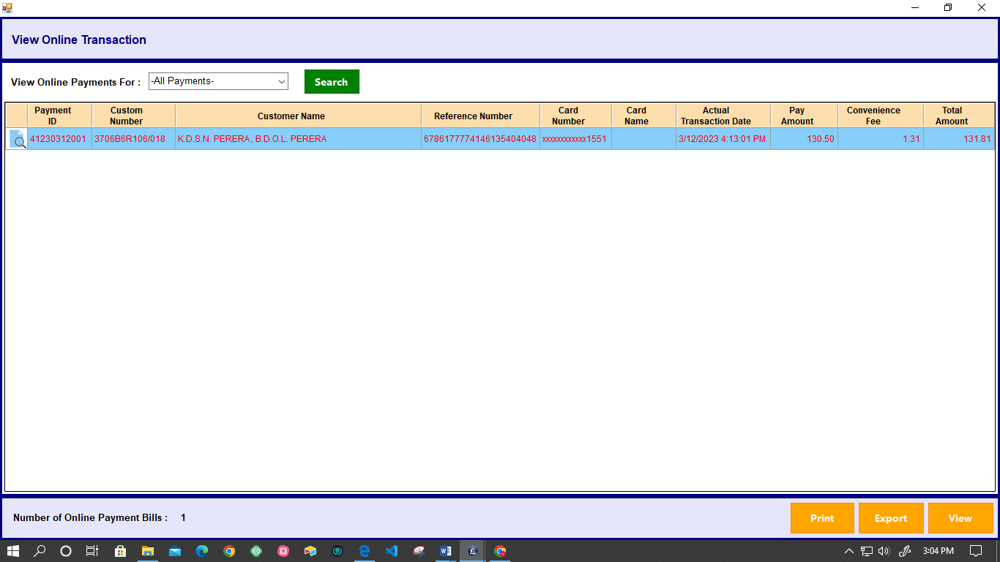 View Online Transaction
View Online Payments For : -All Payments- Search
Payment ID Custom Number Customer Name Reference Number Card Number Card Name Actual Transaction Date Pay Amount Convenience Fee Total Amount
41230312001 3706B6R106/018 K.D.S.N. PERERA, B.D.O.L. PERERA 6786177774146135404048 xxxxxxxxxxxx1551 3/12/2023 4:13:01 PM 130.50 1.31 131.81
Number of Online Payment Bills : 1 Print Export View
3:04 PM